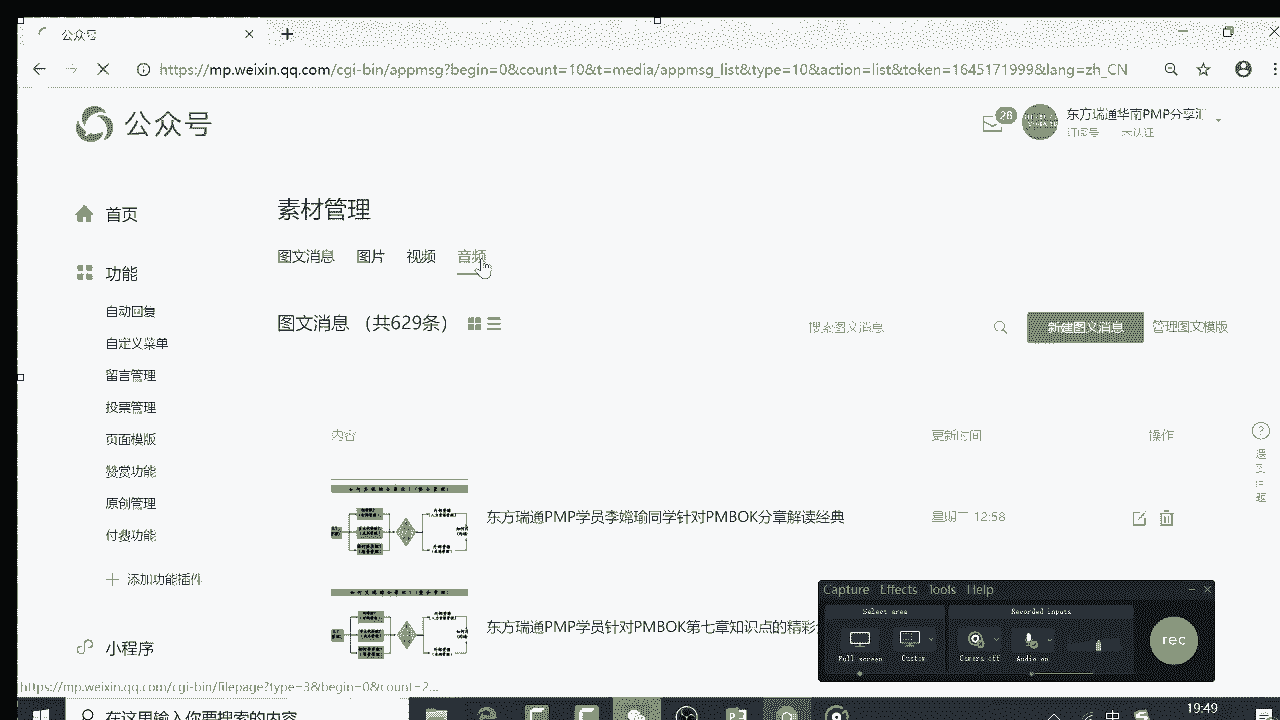 公众号
https://mp.weixin.qq.com/cgi-bin/appmsg?begin=0&count=10&t=media/appmsg_list&type=10&action=list&token=1645171999&lang=zh_CN
公众号
26
东方瑞通华南PMP分享汇
订阅号 未认证
首页
功能
自动回复
自定义菜单
留言管理
投票管理
页面模版
赞赏功能
原创管理
付费功能
添加功能插件
小程序
素材管理
图文消息 图片 视频 音频
图文消息 （共629条）
搜索图文消息
新建图文消息 管理图文模版
内容 更新时间 操作
东方瑞通PMP学员李嫦瑜同学针对PMBOK分章解读经典
星期二 12:58
东方瑞通PMP学员针对PMBOK第七章知识点的精彩
Capture Effects Tools Help
Select area Recorded inputs
Full screen Custom Camera off Audio on
rec
https://mp.weixin.qq.com/cgi-bin/filepage?type=3&begin=0&count=2...
在这里输入你要搜索的内容
中
19:49